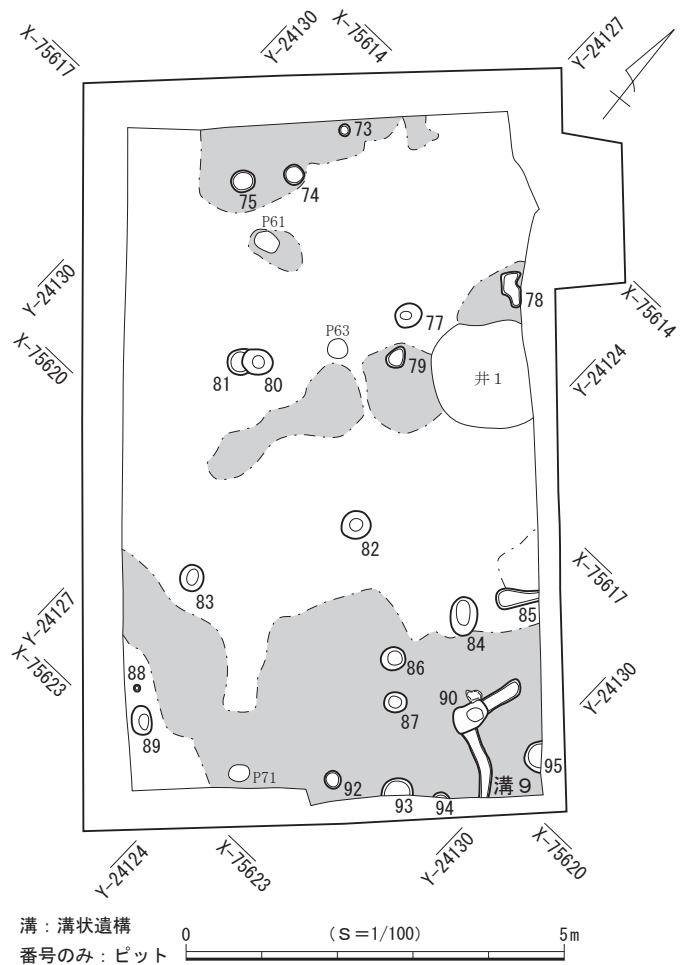 X-75617
Y-24130
X-75614
Y-24127
73
75
74
P61
Y-24130
78
77
X-75614
P63
X-75620
79
81
80
井1
Y-24124
82
83
X-75617
85
84
Y-24127
X-75623
86
88
90
87
Y-24130
89
P71
92
93
94
溝9
95
Y-24124
X-75623
Y-24130
X-75620
溝：溝状遺構
番号のみ：ピット
0
（S＝1/100）
5m